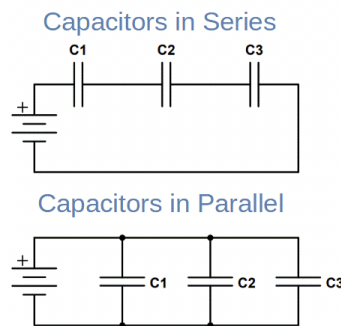 Capacitors in Series
C1 C2 C3
+
Capacitors in Parallel
+
C1 C2 C3